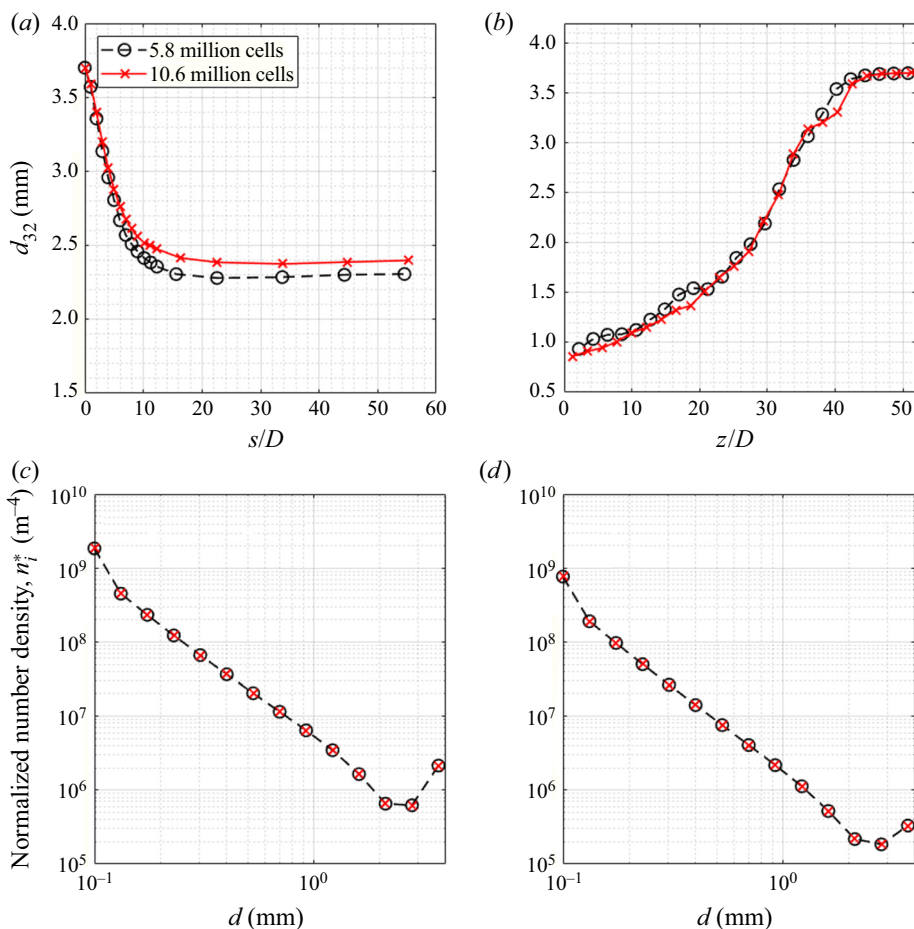 (a)
4.0
3.5
3.0
2.5
2.0
1.5
d32 (mm)
5.8 million cells
10.6 million cells
0 10 20 30 40 50 60
s/D
(b)
4.0
3.5
3.0
2.5
2.0
1.5
1.0
0.5
0 10 20 30 40 50
z/D
(c)
10^10
10^9
10^8
10^7
10^6
10^5
Normalized number density, n_i^* (m^–4)
10^–1 10^0
d (mm)
(d)
10^10
10^9
10^8
10^7
10^6
10^5
10^–1 10^0
d (mm)